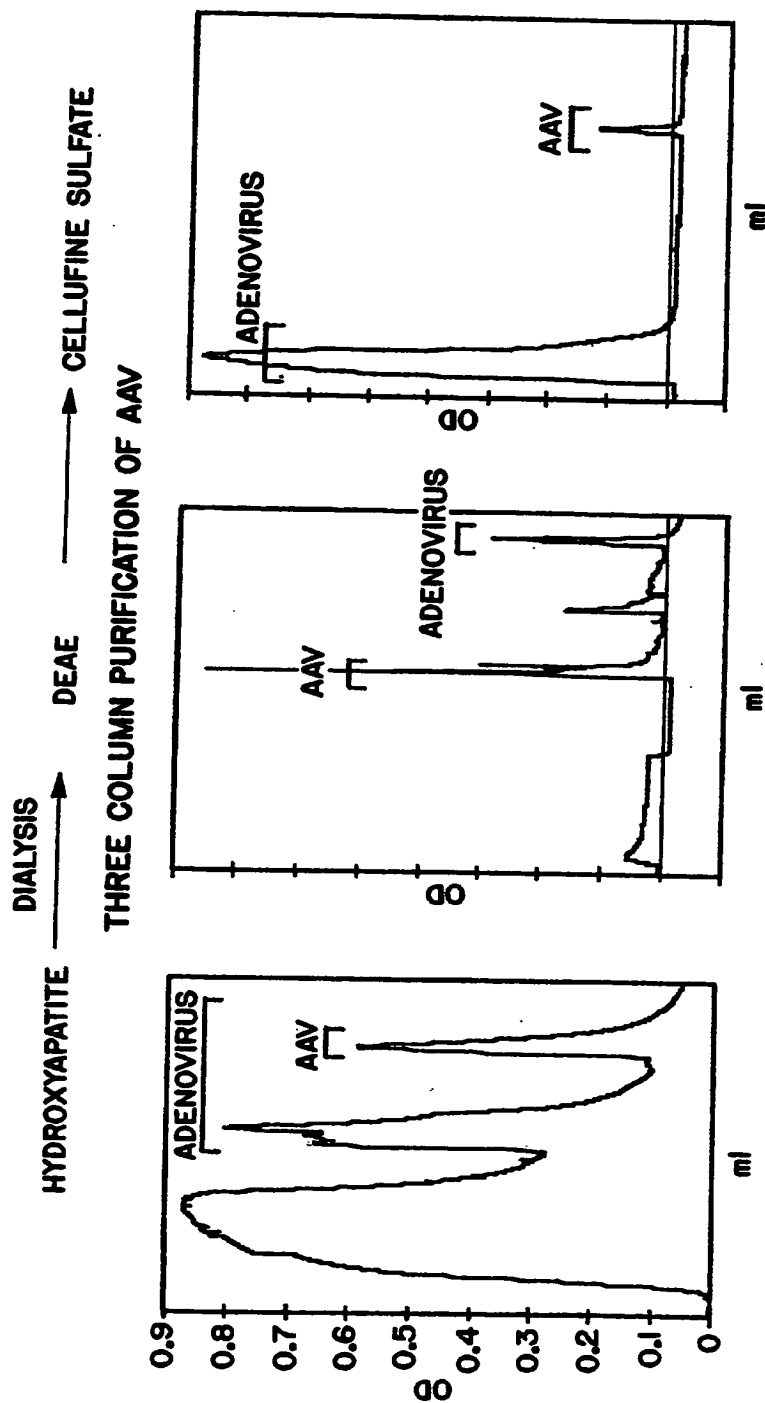 DIALYSIS
HYDROXYAPATITE DEAE CELLUFINE SULFATE
THREE COLUMN PURIFICATION OF AAV
ADENOVIRUS
AAV
0.9
0.8
0.7
0.6
0.5
0.4
0.3
0.2
0.1
0
OD
ml
AAV
ADENOVIRUS
OD
ml
ADENOVIRUS
AAV
OD
ml